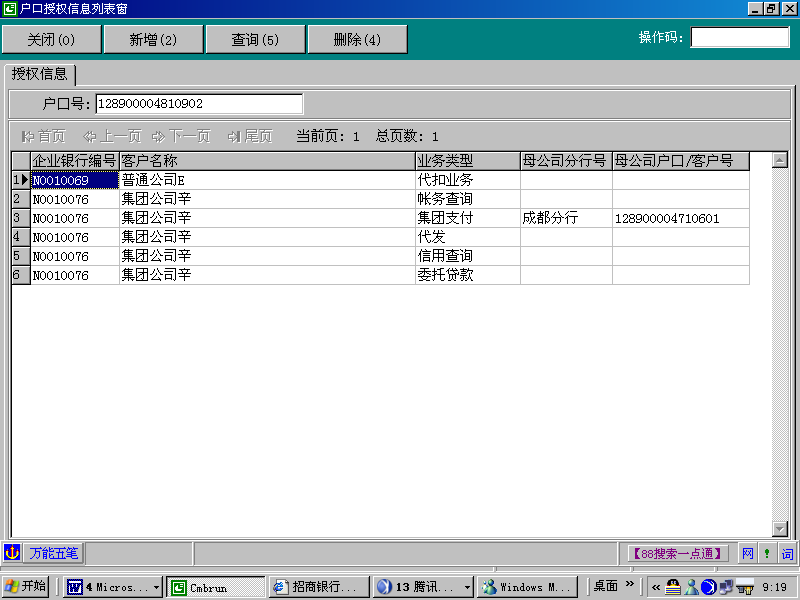 户口授权信息列表窗
关闭(0) 新增(2) 查询(5) 删除(4) 操作码:
授权信息
户口号: 128900004810902
首页 上一页 下一页 尾页 当前页: 1 总页数: 1
企业银行编号 客户名称 业务类型 母公司分行号 母公司户口/客户号
1 N0010069 普通公司E 代扣业务
2 N0010076 集团公司辛 帐务查询
3 N0010076 集团公司辛 集团支付 成都分行 128900004710601
4 N0010076 集团公司辛 代发
5 N0010076 集团公司辛 信用查询
6 N0010076 集团公司辛 委托贷款
万能五笔 【88搜索一点通】 网 ! 词
开始 4 Micros... Cmbrun 招商银行... 13 腾讯... Windows M... 桌面 » « 9:19